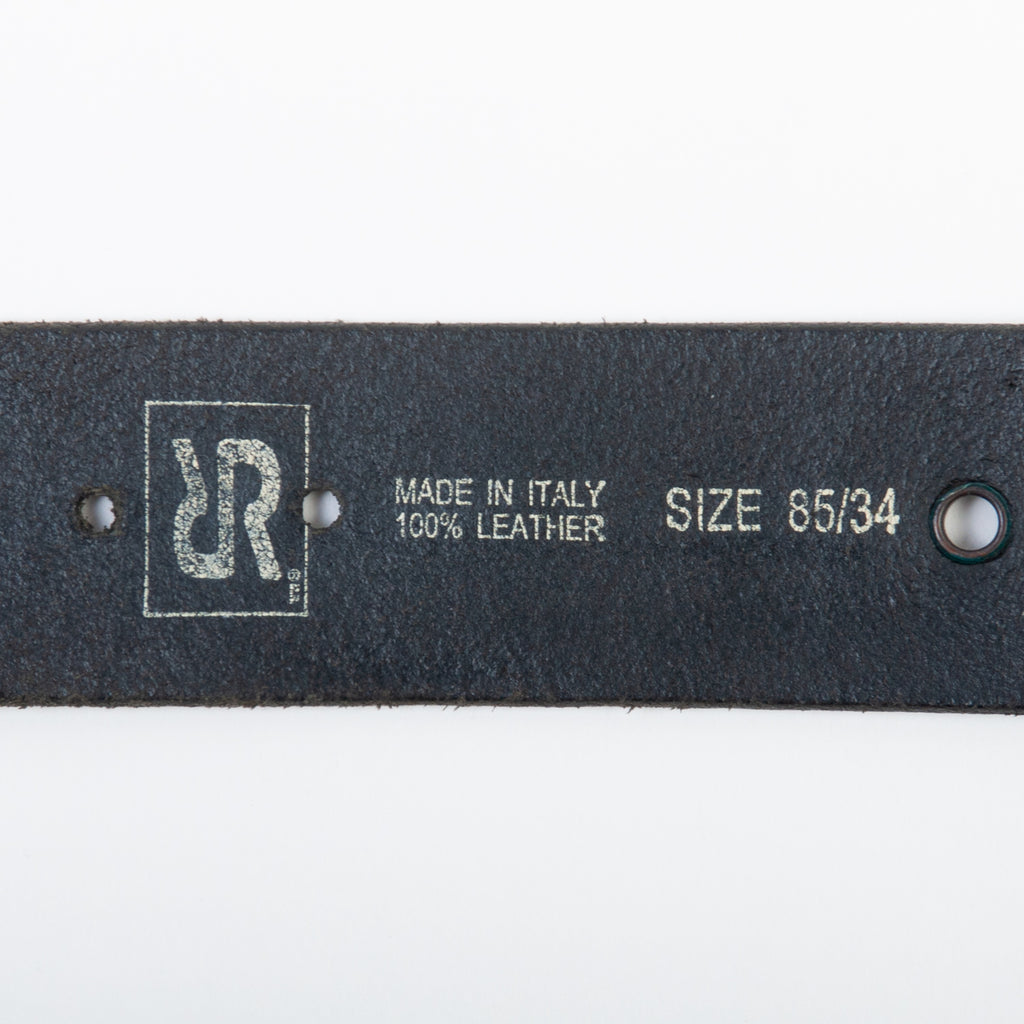 MADE IN ITALY
100% LEATHER
SIZE 85/34